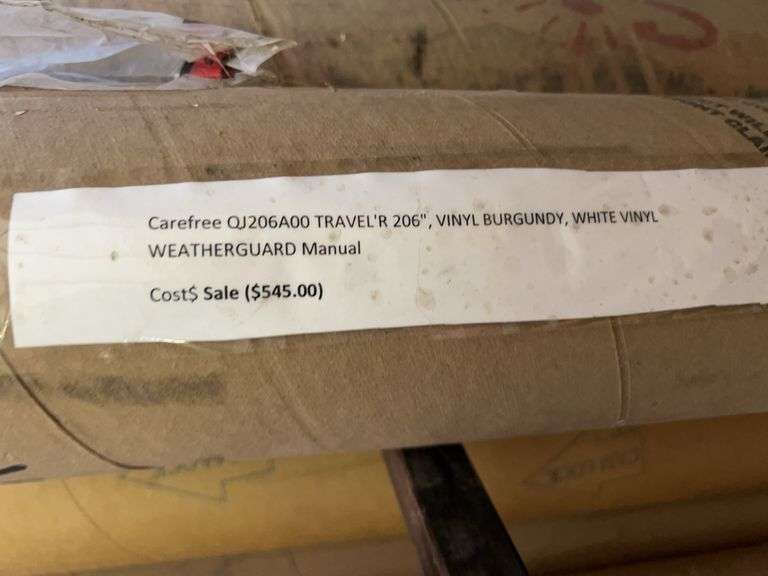 Carefree QJ206A00 TRAVEL'R 206", VINYL BURGUNDY, WHITE VINYL
WEATHERGUARD Manual
Cost$ Sale ($545.00)